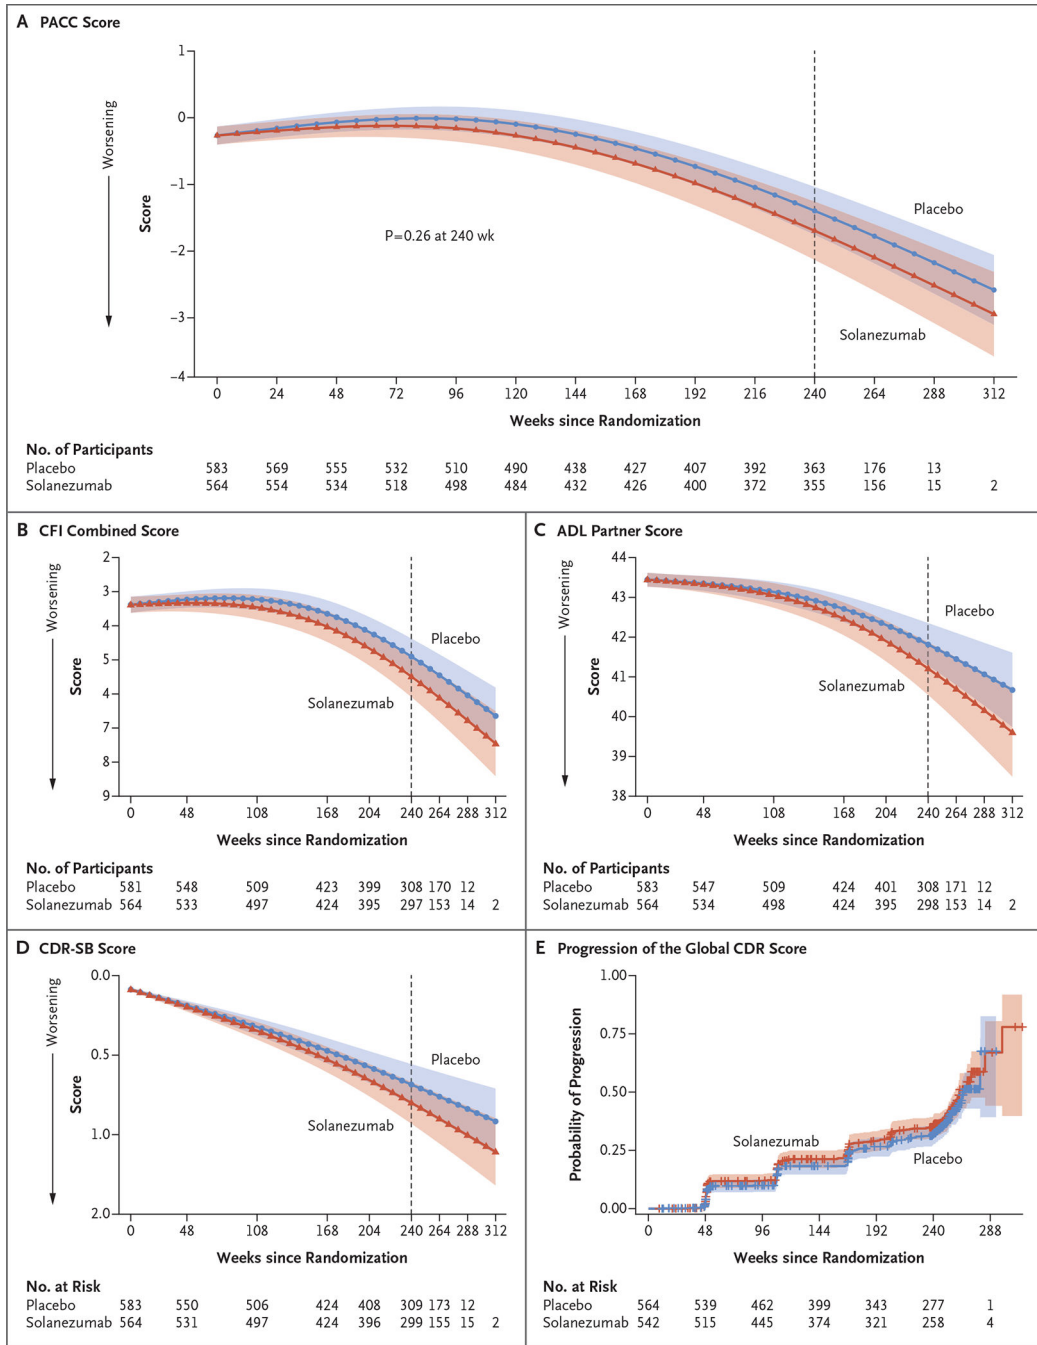 A PACC Score
1
0
−1
−2
−3
−4
Worsening
Score
P=0.26 at 240 wk
Placebo
Solanezumab
0 24 48 72 96 120 144 168 192 216 240 264 288 312
Weeks since Randomization
No. of Participants
Placebo 583 569 555 532 510 490 438 427 407 392 363 176 13
Solanezumab 564 554 534 518 498 484 432 426 400 372 355 156 15 2
B CFI Combined Score
2
3
4
5
6
7
8
9
Worsening
Score
Placebo
Solanezumab
0 48 108 168 204 240 264 288 312
Weeks since Randomization
No. of Participants
Placebo 581 548 509 423 399 308 170 12
Solanezumab 564 533 497 424 395 297 153 14 2
C ADL Partner Score
44
43
42
41
40
39
38
Worsening
Score
Placebo
Solanezumab
0 48 108 168 204 240 264 288 312
Weeks since Randomization
No. of Participants
Placebo 583 547 509 424 401 308 171 12
Solanezumab 564 534 498 424 395 298 153 14 2
D CDR-SB Score
0.0
0.5
1.0
2.0
Worsening
Score
Placebo
Solanezumab
0 48 108 168 204 240 264 288 312
Weeks since Randomization
No. at Risk
Placebo 583 550 506 424 408 309 173 12
Solanezumab 564 531 497 424 396 299 155 15 2
E Progression of the Global CDR Score
1.00
0.75
0.50
0.25
0.00
Probability of Progression
Solanezumab
Placebo
0 48 96 144 192 240 288
Weeks since Randomization
No. at Risk
Placebo 564 539 462 399 343 277 1
Solanezumab 542 515 445 374 321 258 4